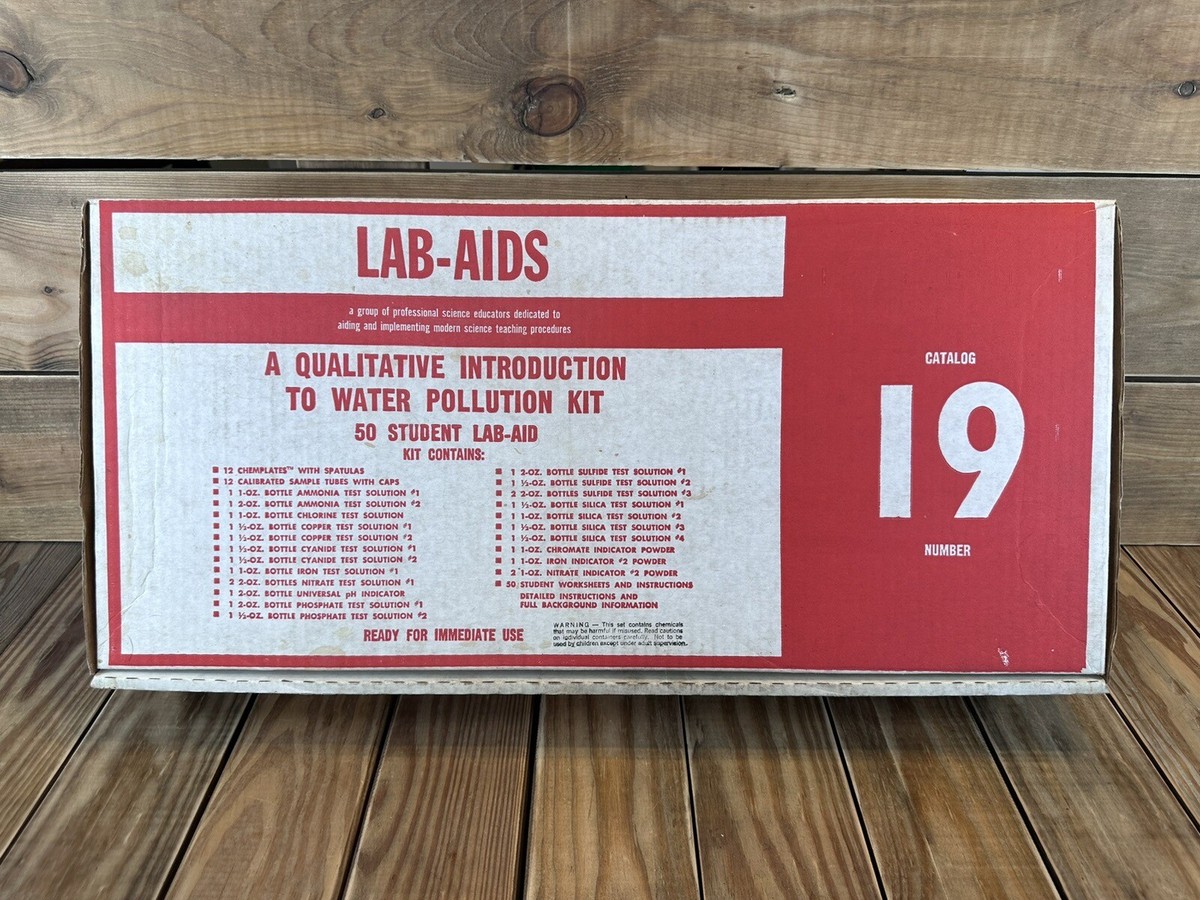 LAB-AIDS
a group of professional science educators dedicated to
aiding and implementing modern science teaching procedures
A QUALITATIVE INTRODUCTION
TO WATER POLLUTION KIT
50 STUDENT LAB-AID
KIT CONTAINS:
■ 12 CHEMPLATES™ WITH SPATULAS
■ 12 CALIBRATED SAMPLE TUBES WITH CAPS
■ 1 1-OZ. BOTTLE AMMONIA TEST SOLUTION #1
■ 1 2-OZ. BOTTLE AMMONIA TEST SOLUTION #2
■ 1 1-OZ. BOTTLE CHLORINE TEST SOLUTION
■ 1 ½-OZ. BOTTLE COPPER TEST SOLUTION #1
■ 1 ½-OZ. BOTTLE COPPER TEST SOLUTION #2
■ 1 ½-OZ. BOTTLE CYANIDE TEST SOLUTION #1
■ 1 ½-OZ. BOTTLE CYANIDE TEST SOLUTION #2
■ 1 1-OZ. BOTTLE IRON TEST SOLUTION #1
■ 2 2-OZ. BOTTLES NITRATE TEST SOLUTION #1
■ 1 2-OZ. BOTTLE UNIVERSAL pH INDICATOR
■ 1 2-OZ. BOTTLE PHOSPHATE TEST SOLUTION #1
■ 1 ½-OZ. BOTTLE PHOSPHATE TEST SOLUTION #2
■ 1 2-OZ. BOTTLE SULFIDE TEST SOLUTION #1
■ 1 ½-OZ. BOTTLE SULFIDE TEST SOLUTION #2
■ 2 2-OZ. BOTTLES SULFIDE TEST SOLUTION #3
■ 1 ½-OZ. BOTTLE SILICA TEST SOLUTION #1
■ 1 1-OZ. BOTTLE SILICA TEST SOLUTION #2
■ 1 ½-OZ. BOTTLE SILICA TEST SOLUTION #3
■ 1 ½-OZ. BOTTLE SILICA TEST SOLUTION #4
■ 1 1-OZ. CHROMATE INDICATOR POWDER
■ 1 1-OZ. IRON INDICATOR #2 POWDER
■ 2 1-OZ. NITRATE INDICATOR #2 POWDER
■ 50 STUDENT WORKSHEETS AND INSTRUCTIONS
DETAILED INSTRUCTIONS AND
FULL BACKGROUND INFORMATION
READY FOR IMMEDIATE USE
WARNING — This set contains chemicals
that may be harmful if misused. Read cautions
on individual containers carefully. Not to be
used by children except under adult supervision.
CATALOG
19
NUMBER